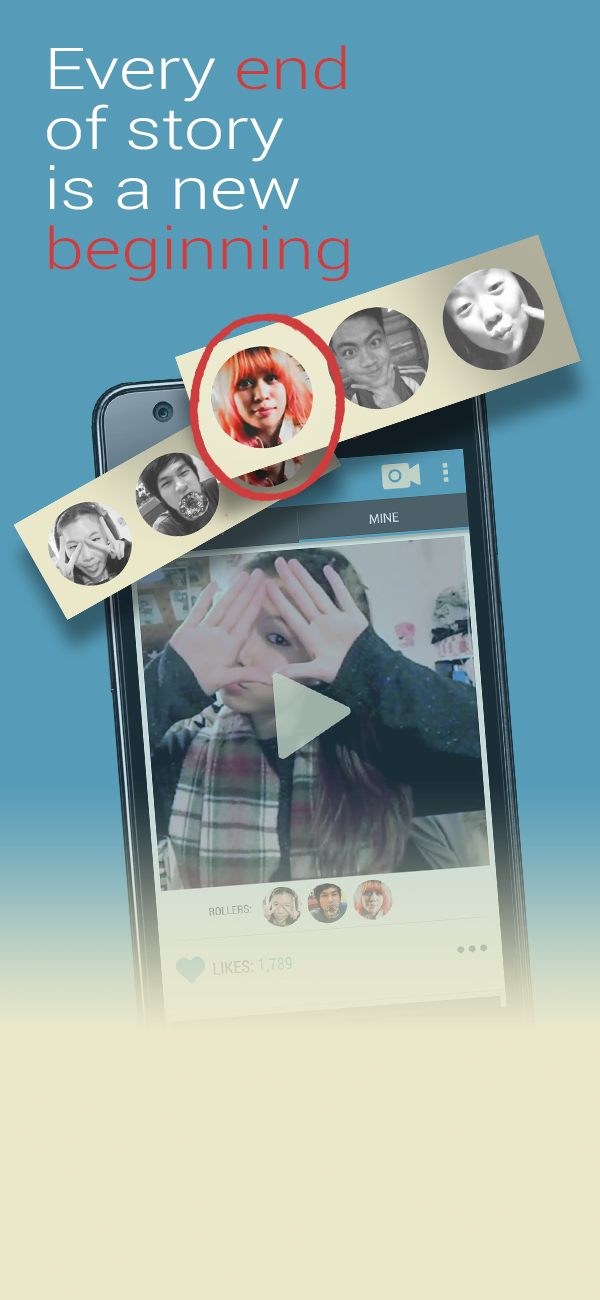 Every end
of story
is a new
beginning
MINE
ROLLERS:
LIKES: 1,789